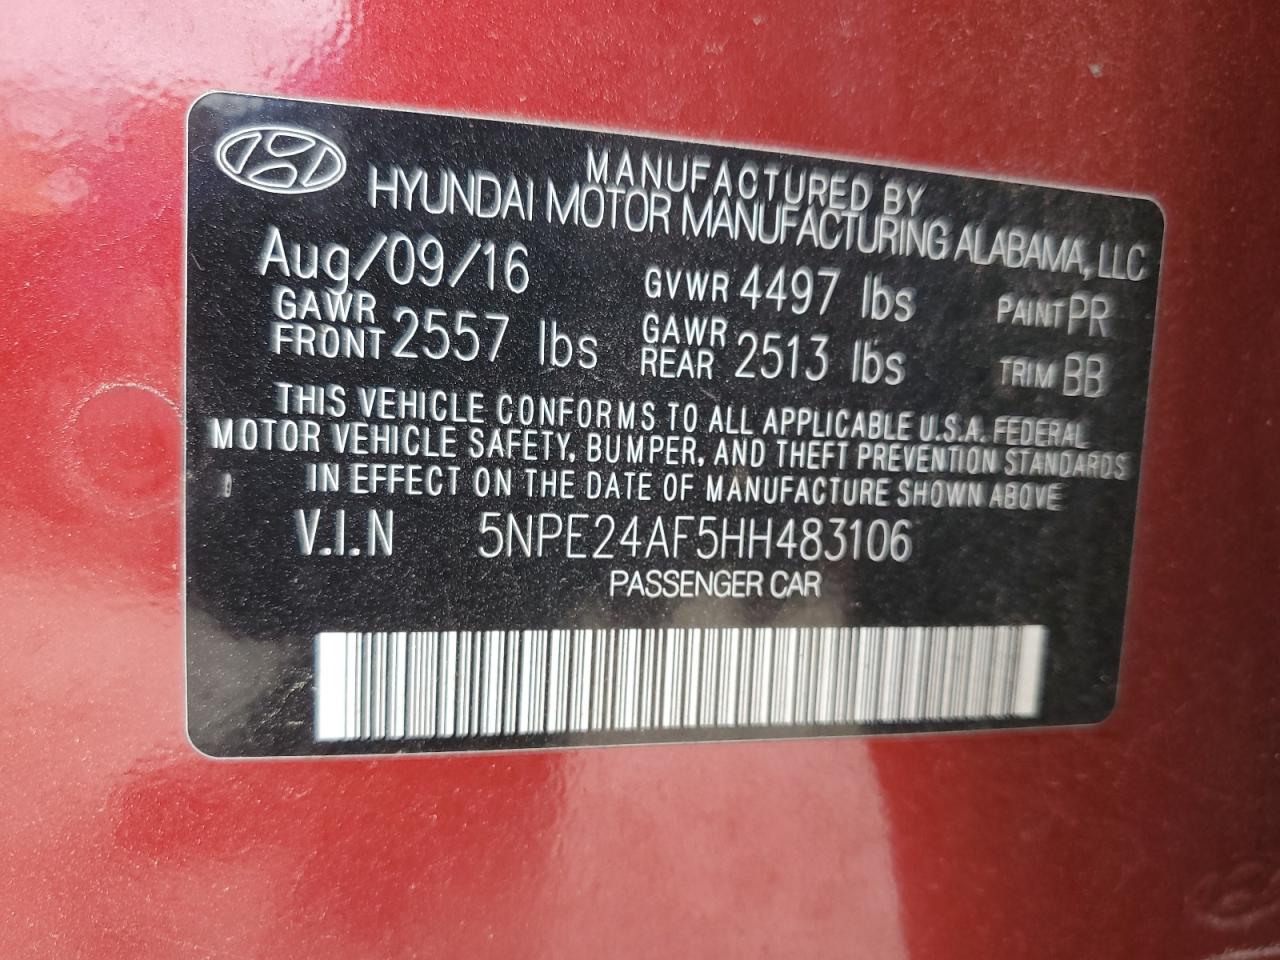 MANUFACTURED BY
HYUNDAI MOTOR MANUFACTURING ALABAMA, LLC
Aug/09/16 GVWR 4497 lbs PAINT PR
GAWR FRONT 2557 lbs GAWR REAR 2513 lbs TRIM BB
THIS VEHICLE CONFORMS TO ALL APPLICABLE U.S.A. FEDERAL
MOTOR VEHICLE SAFETY, BUMPER, AND THEFT PREVENTION STANDARDS
IN EFFECT ON THE DATE OF MANUFACTURE SHOWN ABOVE
V.I.N 5NPE24AF5HH483106
PASSENGER CAR